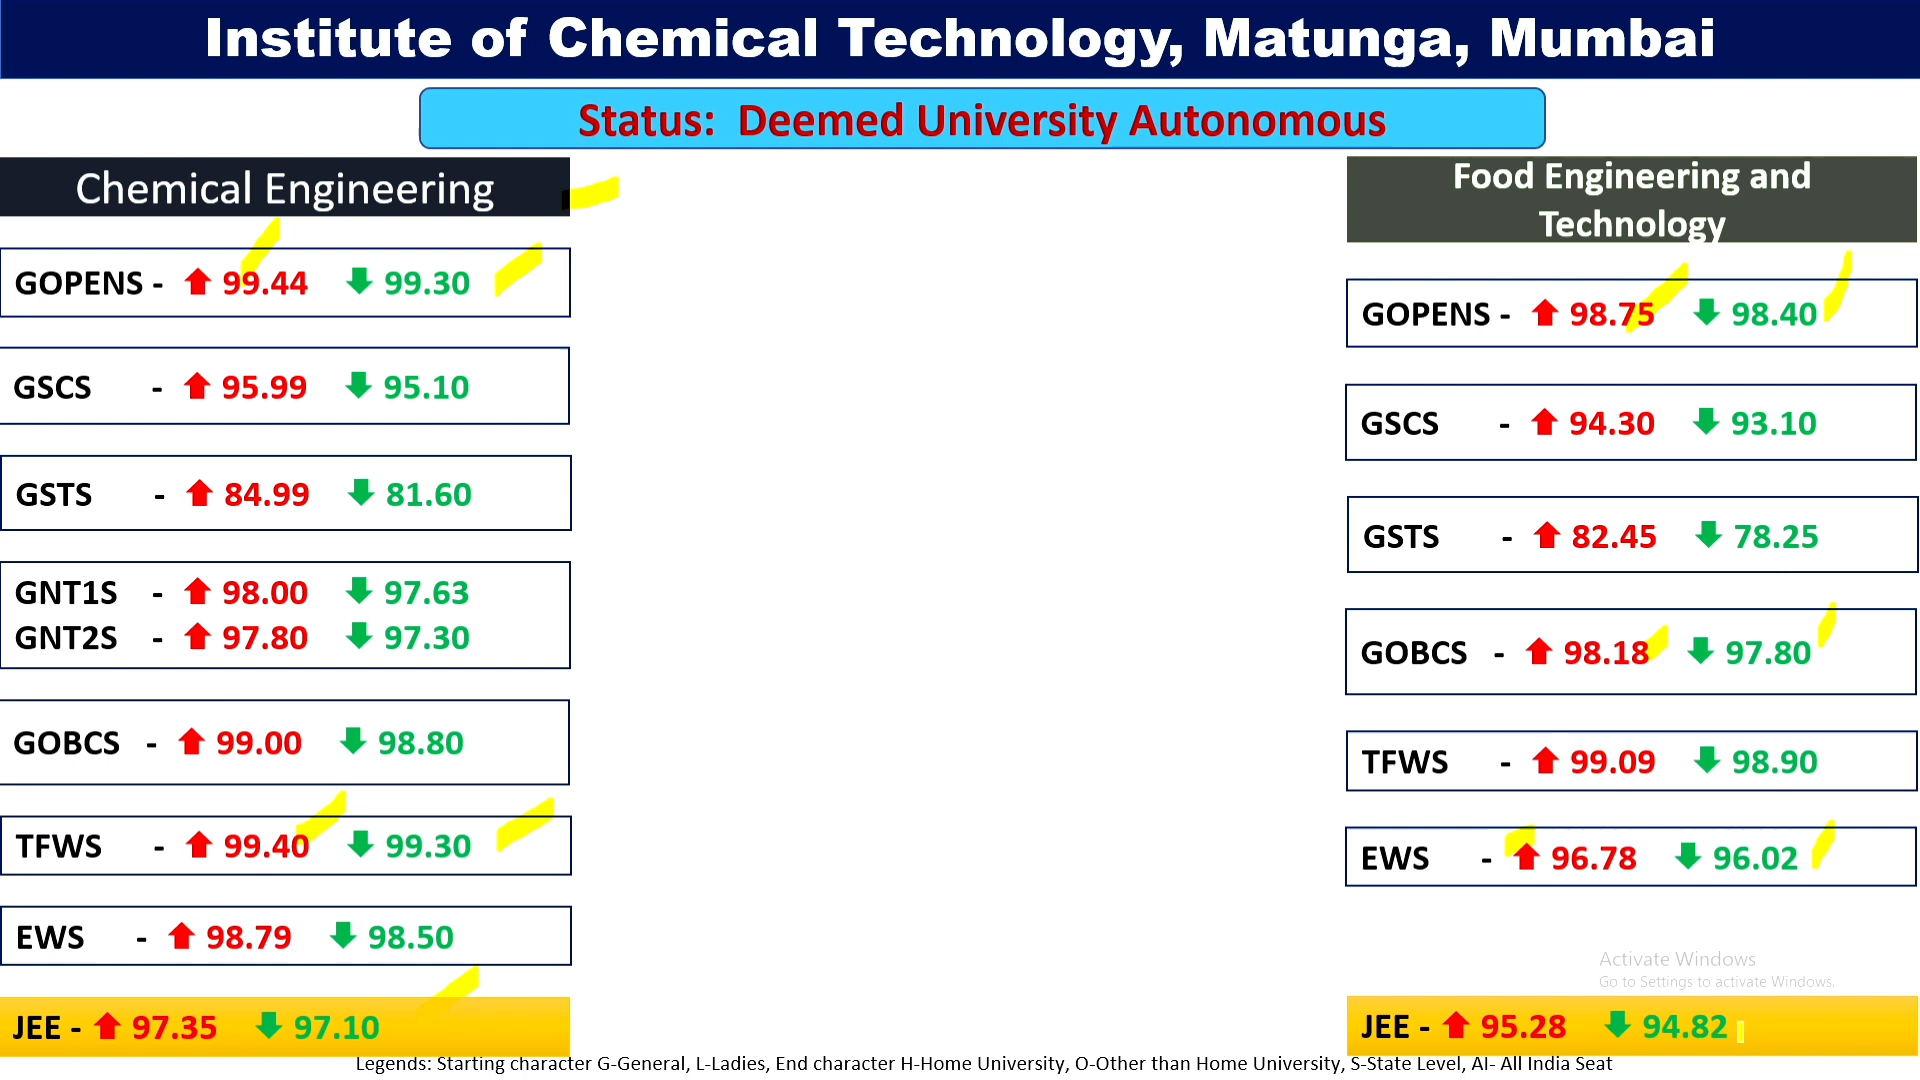 Institute of Chemical Technology, Matunga, Mumbai
Status: Deemed University Autonomous
Chemical Engineering
GOPENS - 99.44 99.30
GSCS - 95.99 95.10
GSTS - 84.99 81.60
GNT1S - 98.00 97.63
GNT2S - 97.80 97.30
GOBCS - 99.00 98.80
TFWS - 99.40 99.30
EWS - 98.79 98.50
JEE - 97.35 97.10
Food Engineering and
Technology
GOPENS - 98.75 98.40
GSCS - 94.30 93.10
GSTS - 82.45 78.25
GOBCS - 98.18 97.80
TFWS - 99.09 98.90
EWS - 96.78 96.02
Activate Windows
Go to Settings to activate Windows.
JEE - 95.28 94.82
Legends: Starting character G-General, L-Ladies, End character H-Home University, O-Other than Home University, S-State Level, AI- All India Seat